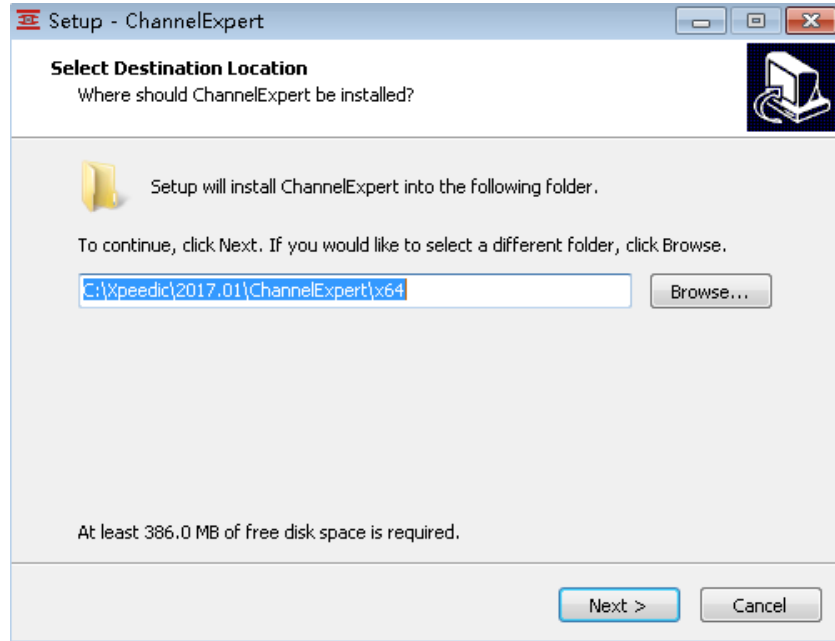 Setup - ChannelExpert
Select Destination Location
Where should ChannelExpert be installed?
Setup will install ChannelExpert into the following folder.
To continue, click Next. If you would like to select a different folder, click Browse.
C:\Xpeedic\2017.01\ChannelExpert\x64
Browse...
At least 386.0 MB of free disk space is required.
Next >
Cancel